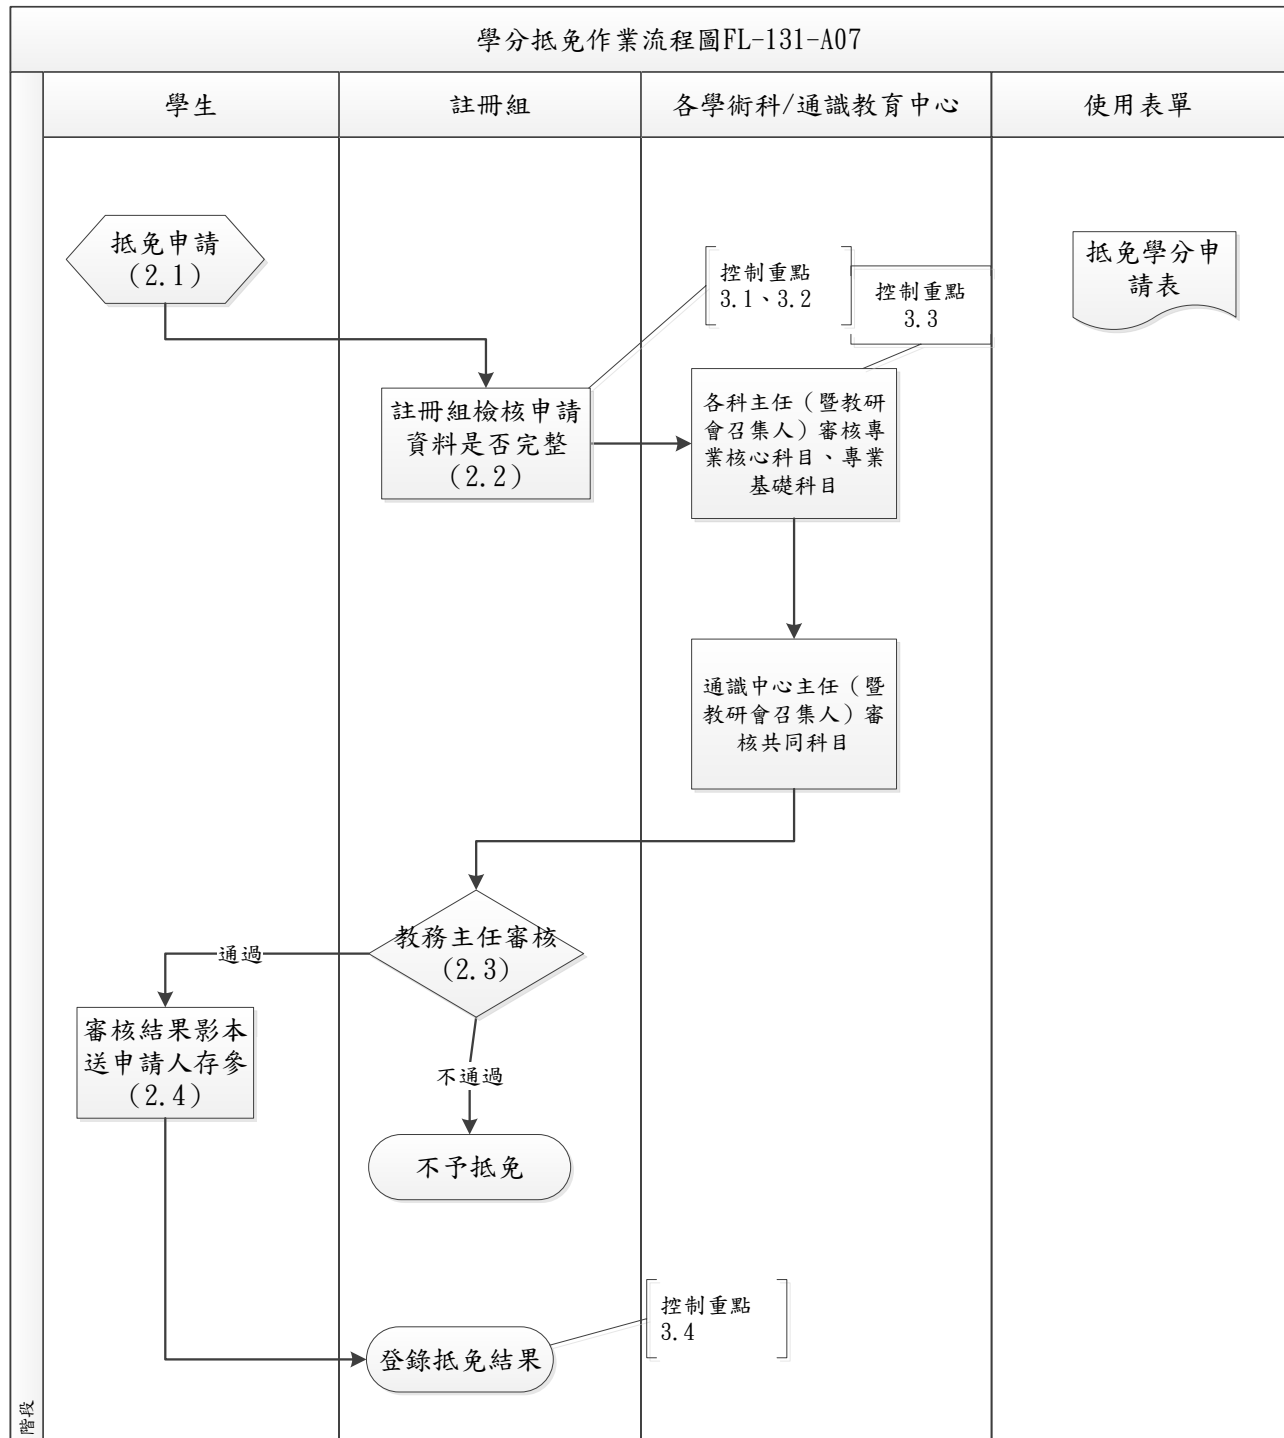 學分抵免作業流程圖FL-131-A07
學生
註冊組
各學術科/通識教育中心
使用表單
抵免申請
(2.1)
控制重點
3.1、3.2
控制重點
3.3
抵免學分申
請表
註冊組檢核申請
資料是否完整
(2.2)
各科主任（暨教研
會召集人）審核專
業核心科目、專業
基礎科目
通識中心主任（暨
教研會召集人）審
核共同科目
教務主任審核
(2.3)
通過
審核結果影本
送申請人存參
(2.4)
不通過
不予抵免
控制重點
3.4
登錄抵免結果
階段